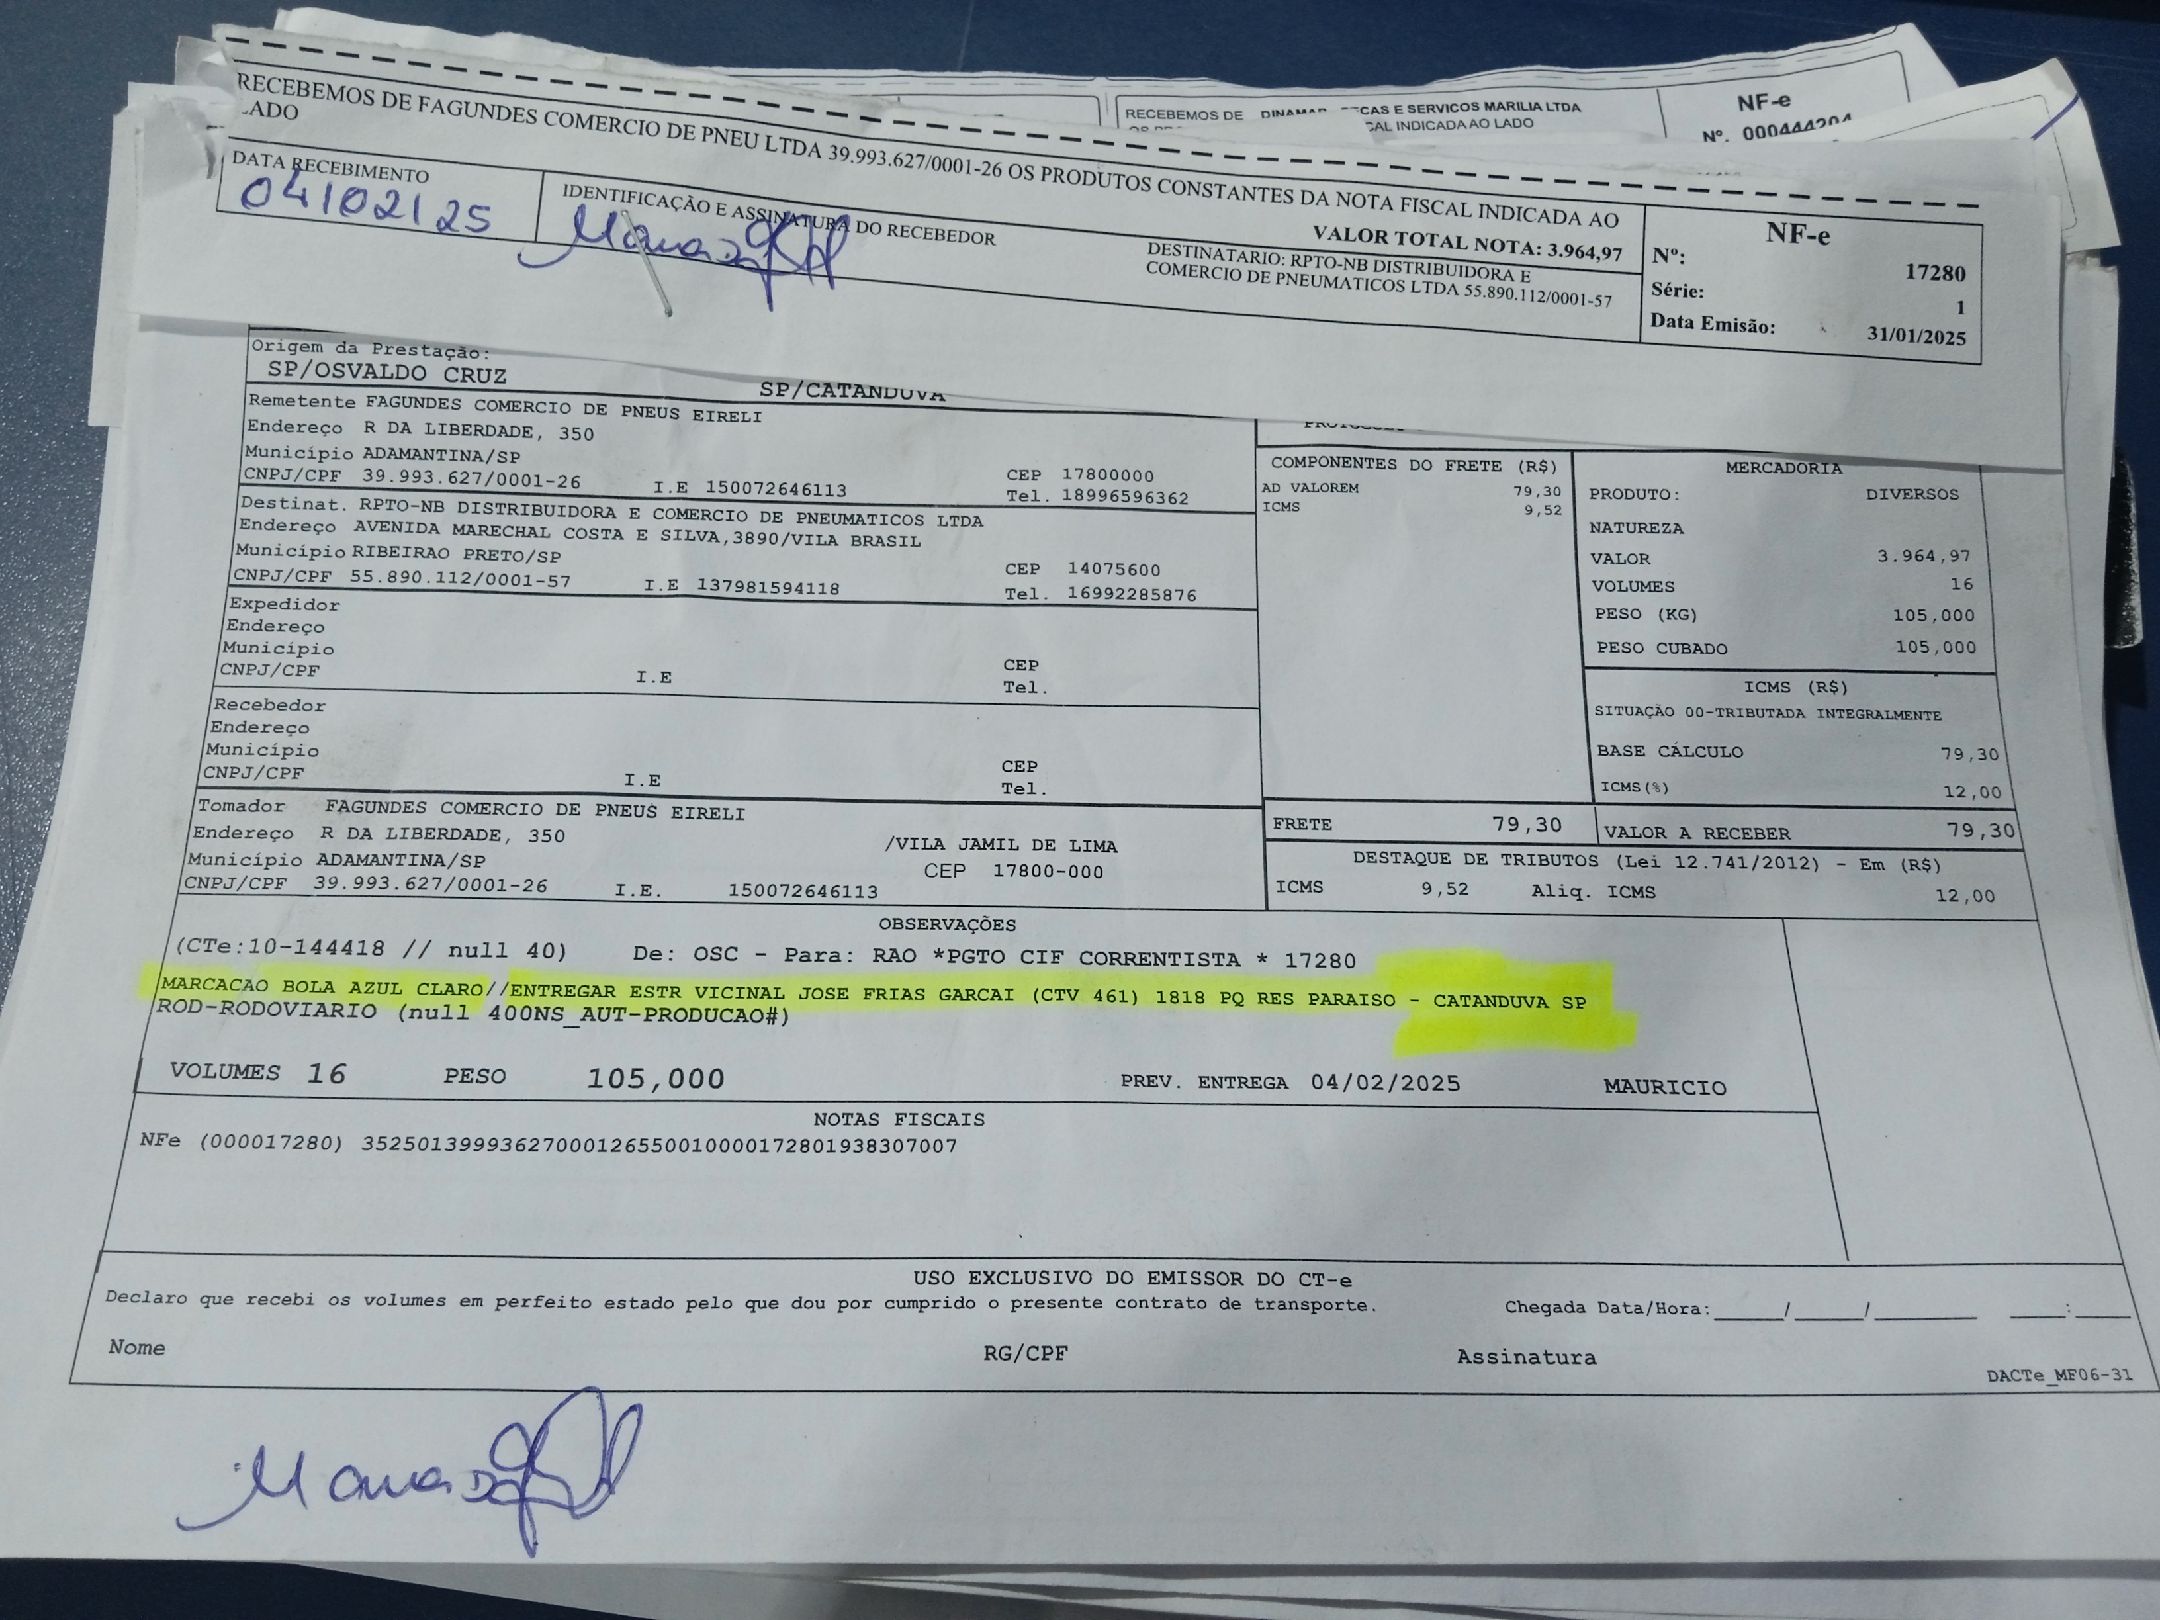 RECEBEMOS DE CAS E SERVICOS MARILIA LTDA
CAL INDICADA AO LADO
NF-e
Nº. 000444204
RECEBEMOS DE FAGUNDES COMERCIO DE PNEU LTDA 39.993.627/0001-26 OS PRODUTOS CONSTANTES DA NOTA FISCAL INDICADA AO
LADO
VALOR TOTAL NOTA: 3.964,97
DATA RECEBIMENTO
04/02/25
IDENTIFICAÇÃO E ASSINATURA DO RECEBEDOR
DESTINATARIO: RPTO-NB DISTRIBUIDORA E
COMERCIO DE PNEUMATICOS LTDA 55.890.112/0001-57
NF-e
Nº: 17280
Série: 1
Data Emisão: 31/01/2025
Origem da Prestação:
SP/OSVALDO CRUZ SP/CATANDUVA
Remetente FAGUNDES COMERCIO DE PNEUS EIRELI
Endereço R DA LIBERDADE, 350
Município ADAMANTINA/SP CEP 17800000
CNPJ/CPF 39.993.627/0001-26 I.E 150072646113 Tel. 18996596362
Destinat. RPTO-NB DISTRIBUIDORA E COMERCIO DE PNEUMATICOS LTDA
Endereço AVENIDA MARECHAL COSTA E SILVA,3890/VILA BRASIL
Município RIBEIRAO PRETO/SP CEP 14075600
CNPJ/CPF 55.890.112/0001-57 I.E 137981594118 Tel. 16992285876
Expedidor
Endereço
Município CEP
CNPJ/CPF I.E Tel.
Recebedor
Endereço
Município CEP
CNPJ/CPF I.E Tel.
Tomador FAGUNDES COMERCIO DE PNEUS EIRELI
Endereço R DA LIBERDADE, 350 /VILA JAMIL DE LIMA
Município ADAMANTINA/SP CEP 17800-000
CNPJ/CPF 39.993.627/0001-26 I.E. 150072646113
COMPONENTES DO FRETE (R$)
AD VALOREM 79,30
ICMS 9,52
MERCADORIA
PRODUTO: DIVERSOS
NATUREZA
VALOR 3.964,97
VOLUMES 16
PESO (KG) 105,000
PESO CUBADO 105,000
ICMS (R$)
SITUAÇÃO 00-TRIBUTADA INTEGRALMENTE
BASE CÁLCULO 79,30
ICMS(%) 12,00
FRETE 79,30 VALOR A RECEBER 79,30
DESTAQUE DE TRIBUTOS (Lei 12.741/2012) - Em (R$)
ICMS 9,52 Aliq. ICMS 12,00
OBSERVAÇÕES
(CTe:10-144418 // null 40) De: OSC - Para: RAO *PGTO CIF CORRENTISTA * 17280
MARCACAO BOLA AZUL CLARO//ENTREGAR ESTR VICINAL JOSE FRIAS GARCAI (CTV 461) 1818 PQ RES PARAISO - CATANDUVA SP
ROD-RODOVIARIO (null 400NS_AUT-PRODUCAO#)
VOLUMES 16 PESO 105,000 PREV. ENTREGA 04/02/2025 MAURICIO
NOTAS FISCAIS
NFe (000017280) 35250139993627000126550010000172801938307007
USO EXCLUSIVO DO EMISSOR DO CT-e
Declaro que recebi os volumes em perfeito estado pelo que dou por cumprido o presente contrato de transporte. Chegada Data/Hora:_____/_____/_______ ____:____
Nome RG/CPF Assinatura
DACTe_MF06-31